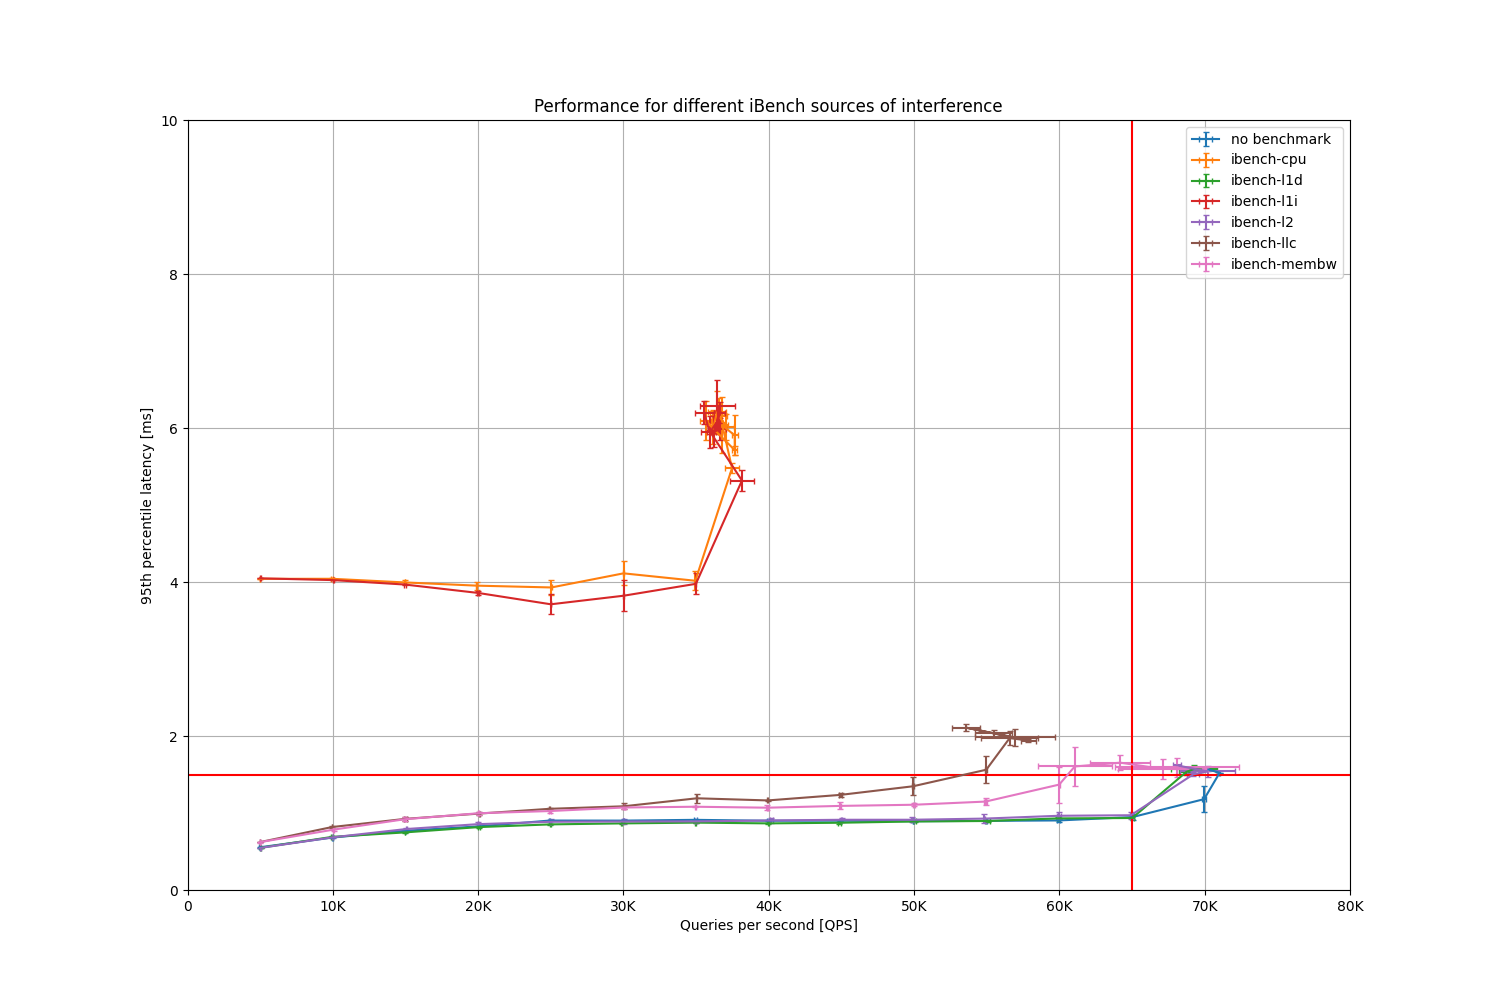 Performance for different iBench sources of interference
10
8
6
4
2
0
95th percentile latency [ms]
no benchmark
ibench-cpu
ibench-l1d
ibench-l1i
ibench-l2
ibench-llc
ibench-membw
0 10K 20K 30K 40K 50K 60K 70K 80K
Queries per second [QPS]